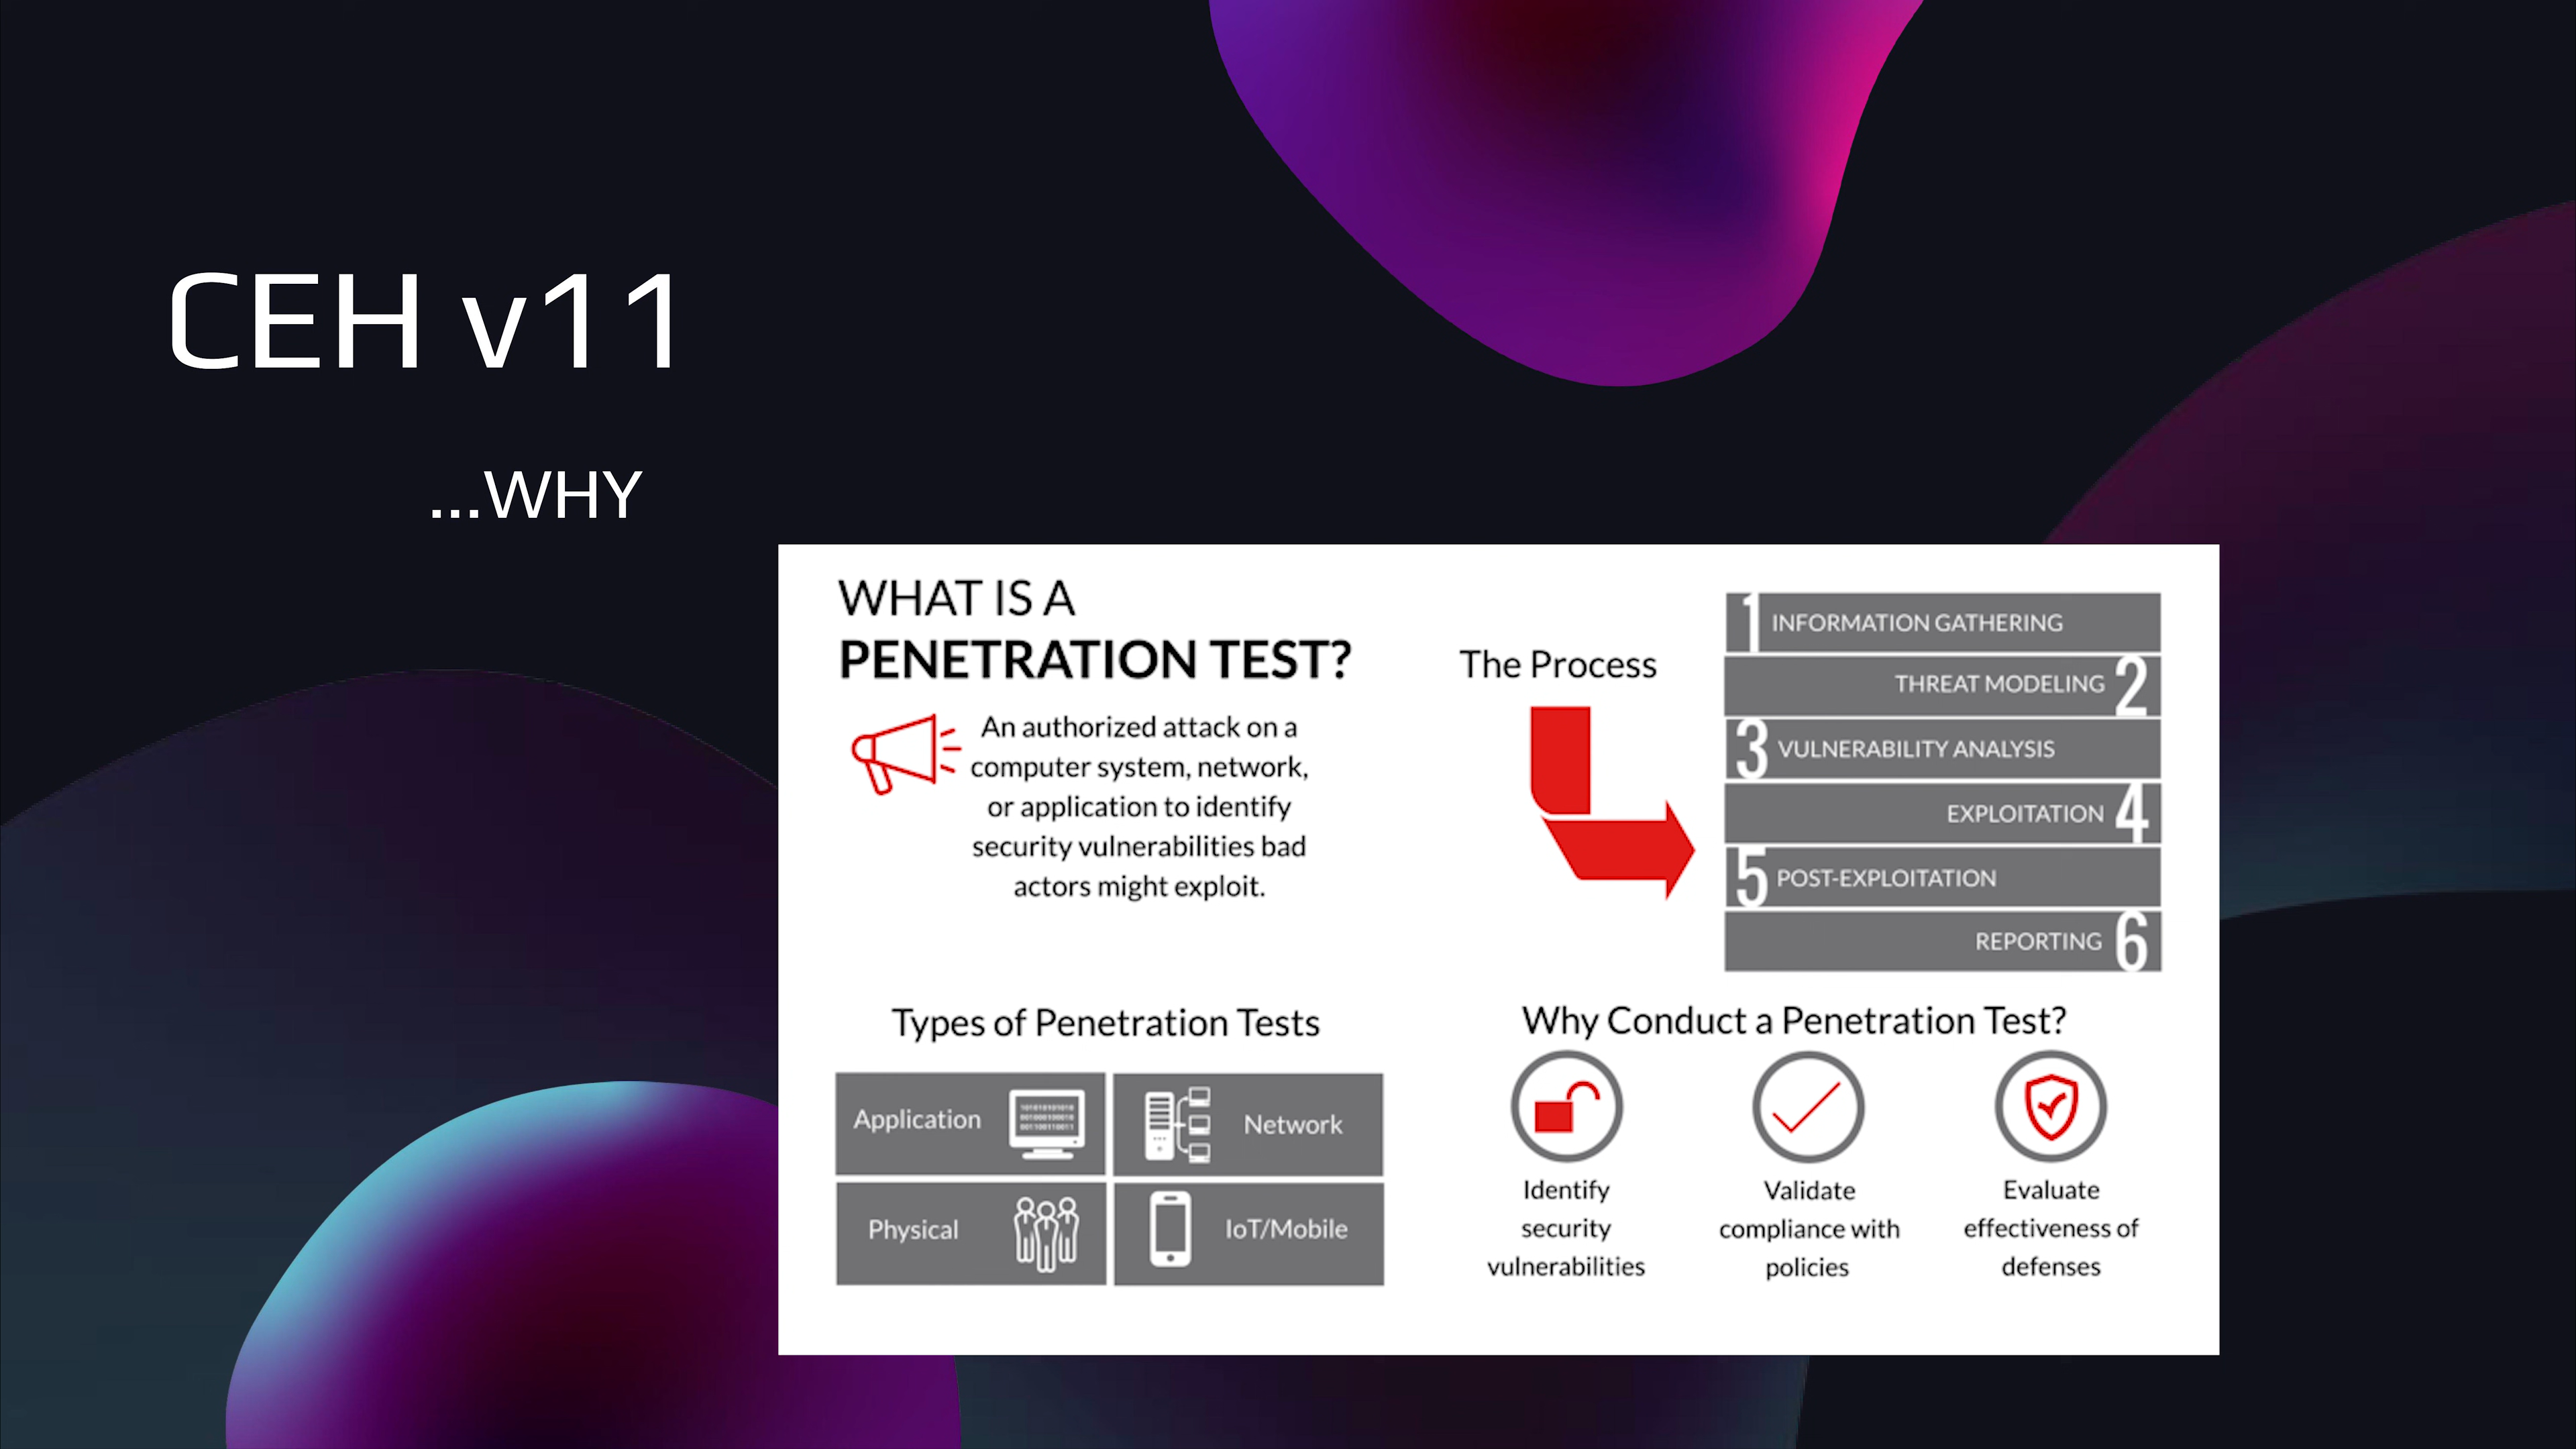 CEH v11
...WHY
WHAT IS A
PENETRATION TEST?
An authorized attack on a
computer system, network,
or application to identify
security vulnerabilities bad
actors might exploit.
The Process
1 INFORMATION GATHERING
THREAT MODELING 2
3 VULNERABILITY ANALYSIS
EXPLOITATION 4
5 POST-EXPLOITATION
REPORTING 6
Types of Penetration Tests
Application
Network
Physical
IoT/Mobile
Why Conduct a Penetration Test?
Identify
security
vulnerabilities
Validate
compliance with
policies
Evaluate
effectiveness of
defenses